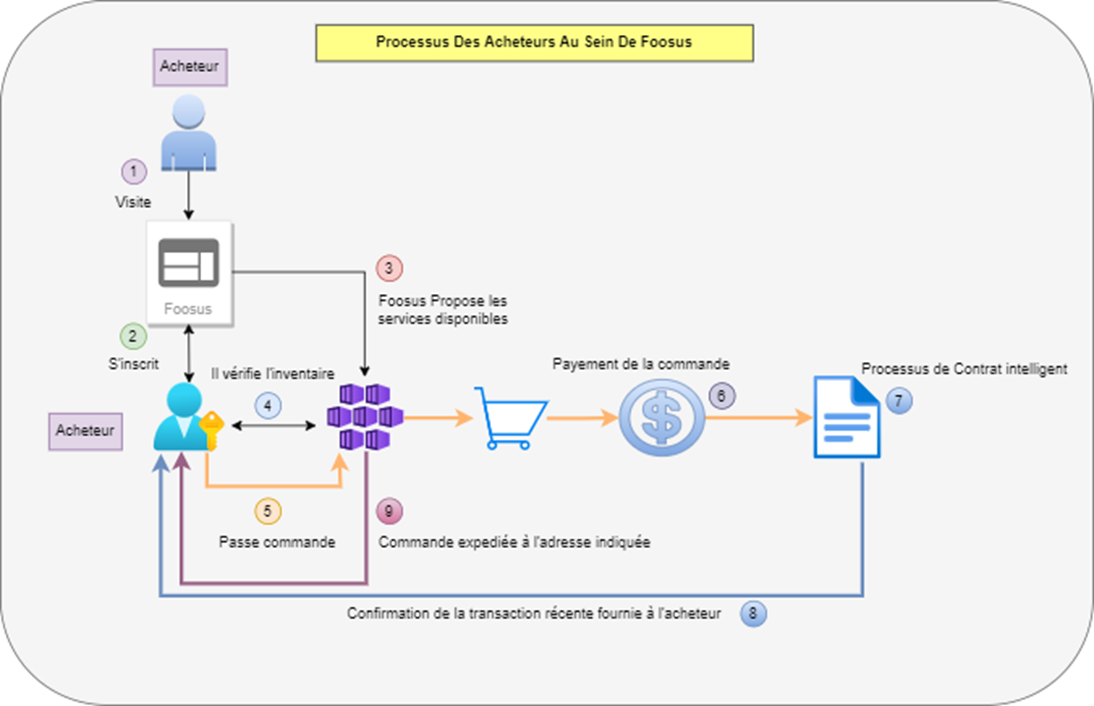 Processus Des Acheteurs Au Sein De Foosus
Acheteur
1
Visite
Foosus
3
Foosus Propose les
services disponibles
2
S'inscrit
Il vérifie l'inventaire
4
Acheteur
Payement de la commande
6
Processus de Contrat intelligent
7
5
Passe commande
9
Commande expediée à l'adresse indiquée
Confirmation de la transaction récente fournie à l'acheteur
8